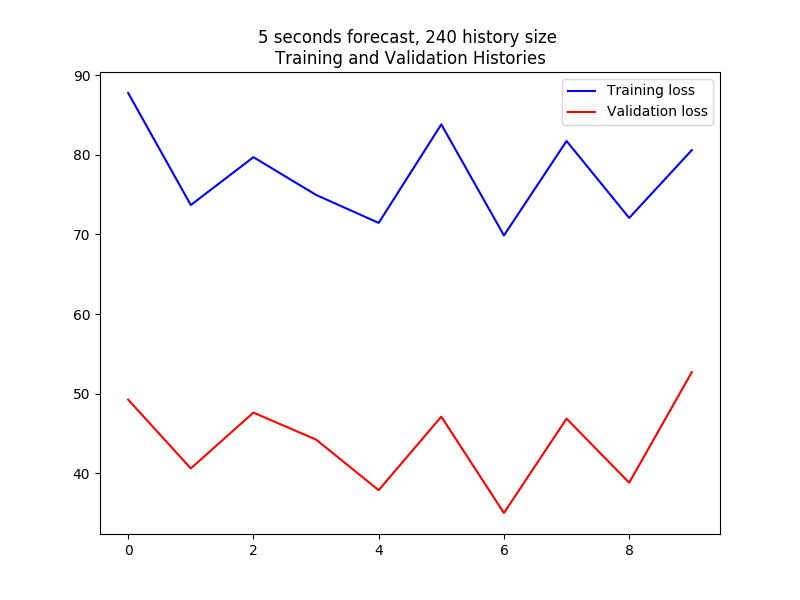 5 seconds forecast, 240 history size
Training and Validation Histories
Training loss
Validation loss
90
80
70
60
50
40
0 2 4 6 8